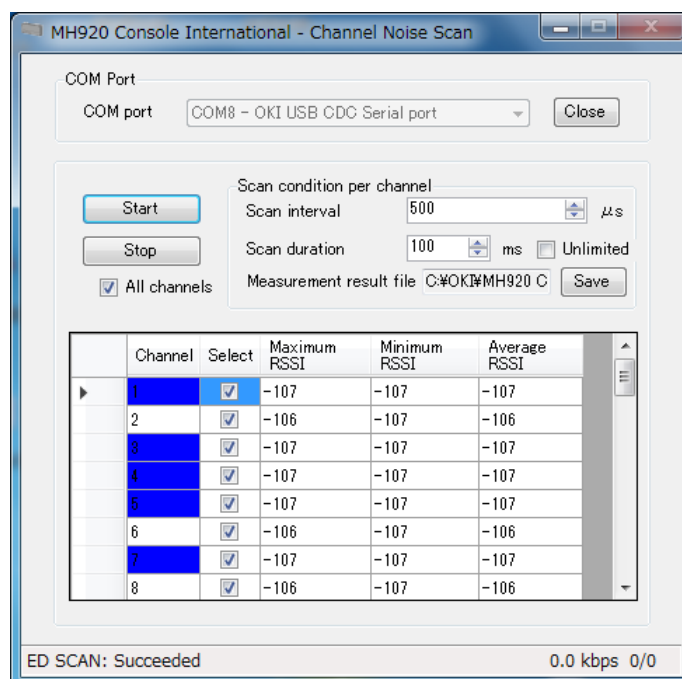 MH920 Console International - Channel Noise Scan
COM Port
COM port COM8 - OKI USB CDC Serial port Close
Scan condition per channel
Start Scan interval 500 μs
Stop Scan duration 100 ms Unlimited
All channels Measurement result file C:¥OKI¥MH920 C Save
Channel Select Maximum RSSI Minimum RSSI Average RSSI
1 -107 -107 -107
2 -106 -107 -106
3 -107 -107 -107
4 -107 -107 -107
5 -107 -107 -107
6 -106 -107 -106
7 -107 -107 -107
8 -106 -107 -106
ED SCAN: Succeeded 0.0 kbps 0/0